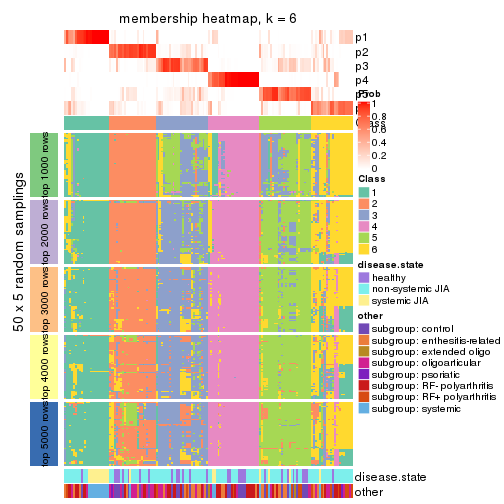 membership heatmap, k = 6
p1
p2
p3
p4
Prob
1
0.8
0.6
0.4
0.2
0
Class
1
2
3
4
5
6
disease.state
healthy
non-systemic JIA
systemic JIA
other
subgroup: control
subgroup: enthesitis-related
subgroup: extended oligo
subgroup: oligoarticular
subgroup: psoriatic
subgroup: RF- polyarthritis
subgroup: RF+ polyarthritis
subgroup: systemic
50 x 5 random samplings
top 1000 rows
top 2000 rows
top 3000 rows
top 4000 rows
top 5000 rows
disease.state
other